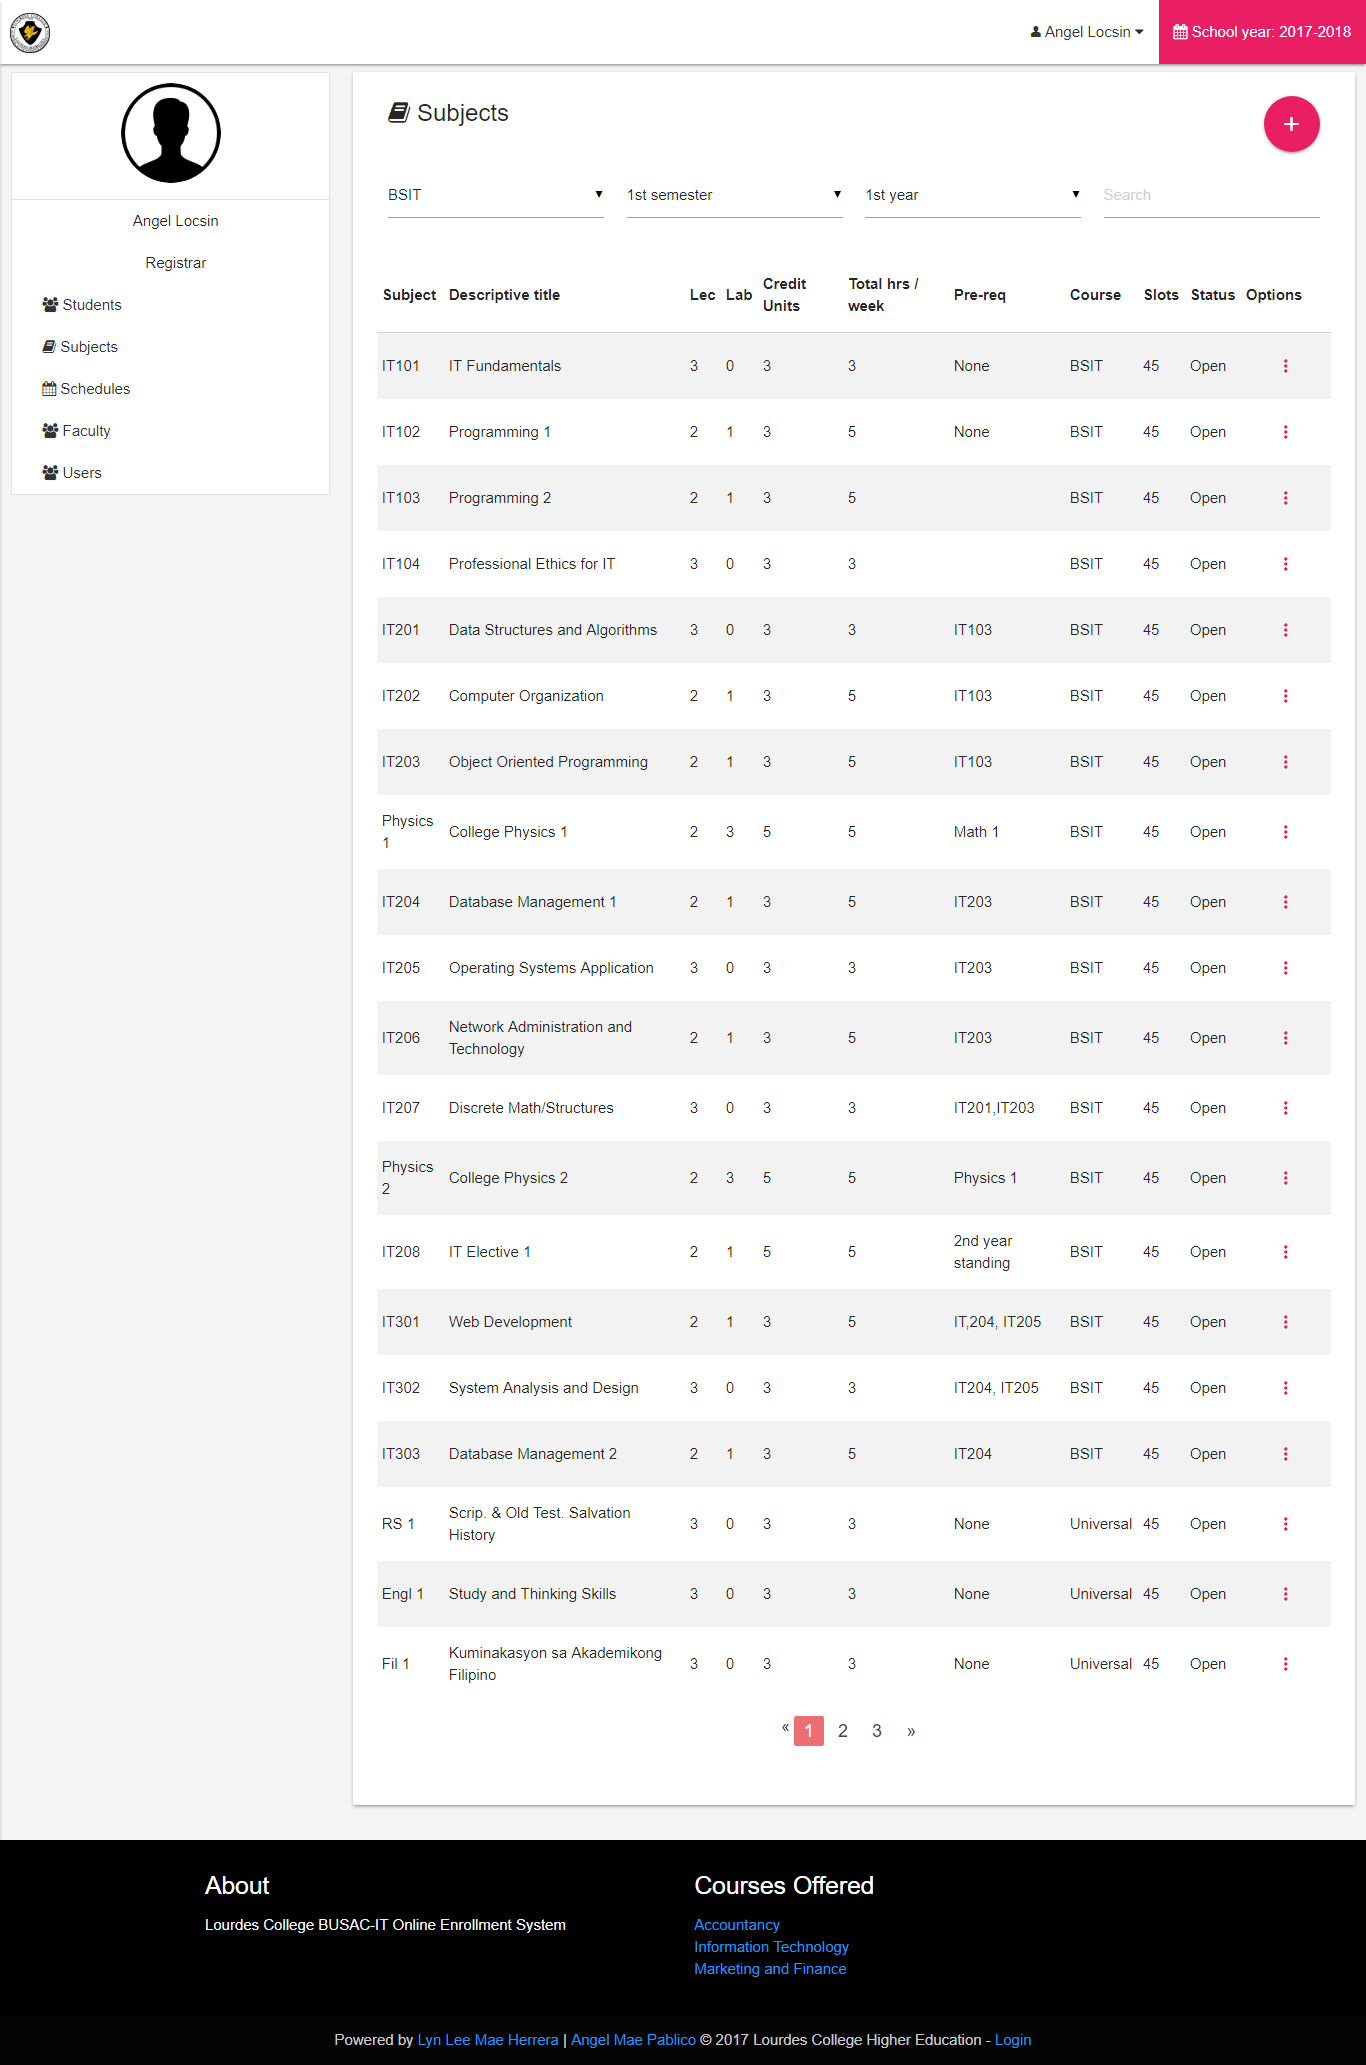 Angel Locsin
School year: 2017-2018
Angel Locsin
Registrar
Students
Subjects
Schedules
Faculty
Users
Subjects
+
BSIT ▼ 1st semester ▼ 1st year ▼ Search
Subject Descriptive title Lec Lab Credit Units Total hrs / week Pre-req Course Slots Status Options
IT101 IT Fundamentals 3 0 3 3 None BSIT 45 Open
IT102 Programming 1 2 1 3 5 None BSIT 45 Open
IT103 Programming 2 2 1 3 5 BSIT 45 Open
IT104 Professional Ethics for IT 3 0 3 3 BSIT 45 Open
IT201 Data Structures and Algorithms 3 0 3 3 IT103 BSIT 45 Open
IT202 Computer Organization 2 1 3 5 IT103 BSIT 45 Open
IT203 Object Oriented Programming 2 1 3 5 IT103 BSIT 45 Open
Physics 1 College Physics 1 2 3 5 5 Math 1 BSIT 45 Open
IT204 Database Management 1 2 1 3 5 IT203 BSIT 45 Open
IT205 Operating Systems Application 3 0 3 3 IT203 BSIT 45 Open
IT206 Network Administration and Technology 2 1 3 5 IT203 BSIT 45 Open
IT207 Discrete Math/Structures 3 0 3 3 IT201,IT203 BSIT 45 Open
Physics 2 College Physics 2 2 3 5 5 Physics 1 BSIT 45 Open
IT208 IT Elective 1 2 1 5 5 2nd year standing BSIT 45 Open
IT301 Web Development 2 1 3 5 IT,204, IT205 BSIT 45 Open
IT302 System Analysis and Design 3 0 3 3 IT204, IT205 BSIT 45 Open
IT303 Database Management 2 2 1 3 5 IT204 BSIT 45 Open
RS 1 Scrip. & Old Test. Salvation History 3 0 3 3 None Universal 45 Open
Engl 1 Study and Thinking Skills 3 0 3 3 None Universal 45 Open
Fil 1 Kuminakasyon sa Akademikong Filipino 3 0 3 3 None Universal 45 Open
« 1 2 3 »
About
Lourdes College BUSAC-IT Online Enrollment System
Courses Offered
Accountancy
Information Technology
Marketing and Finance
Powered by Lyn Lee Mae Herrera | Angel Mae Pablico © 2017 Lourdes College Higher Education - Login